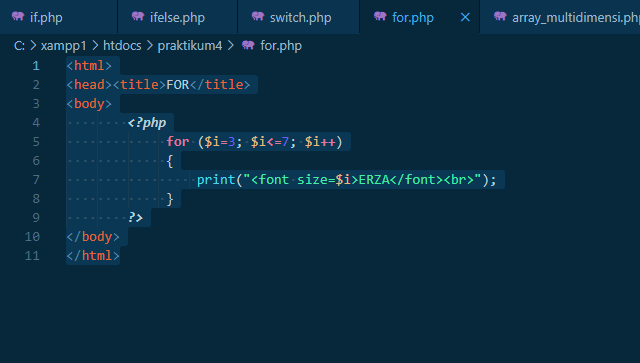 if.php ifelse.php switch.php for.php × array_multidimensi.php
C: > xampp1 > htdocs > praktikum4 > for.php
1 <html>
2 <head><title>FOR</title>
3 <body>
4 <?php
5 for ($i=3; $i<=7; $i++)
6 {
7 print("<font size=$i>ERZA</font><br>");
8 }
9 ?>
10 </body>
11 </html>